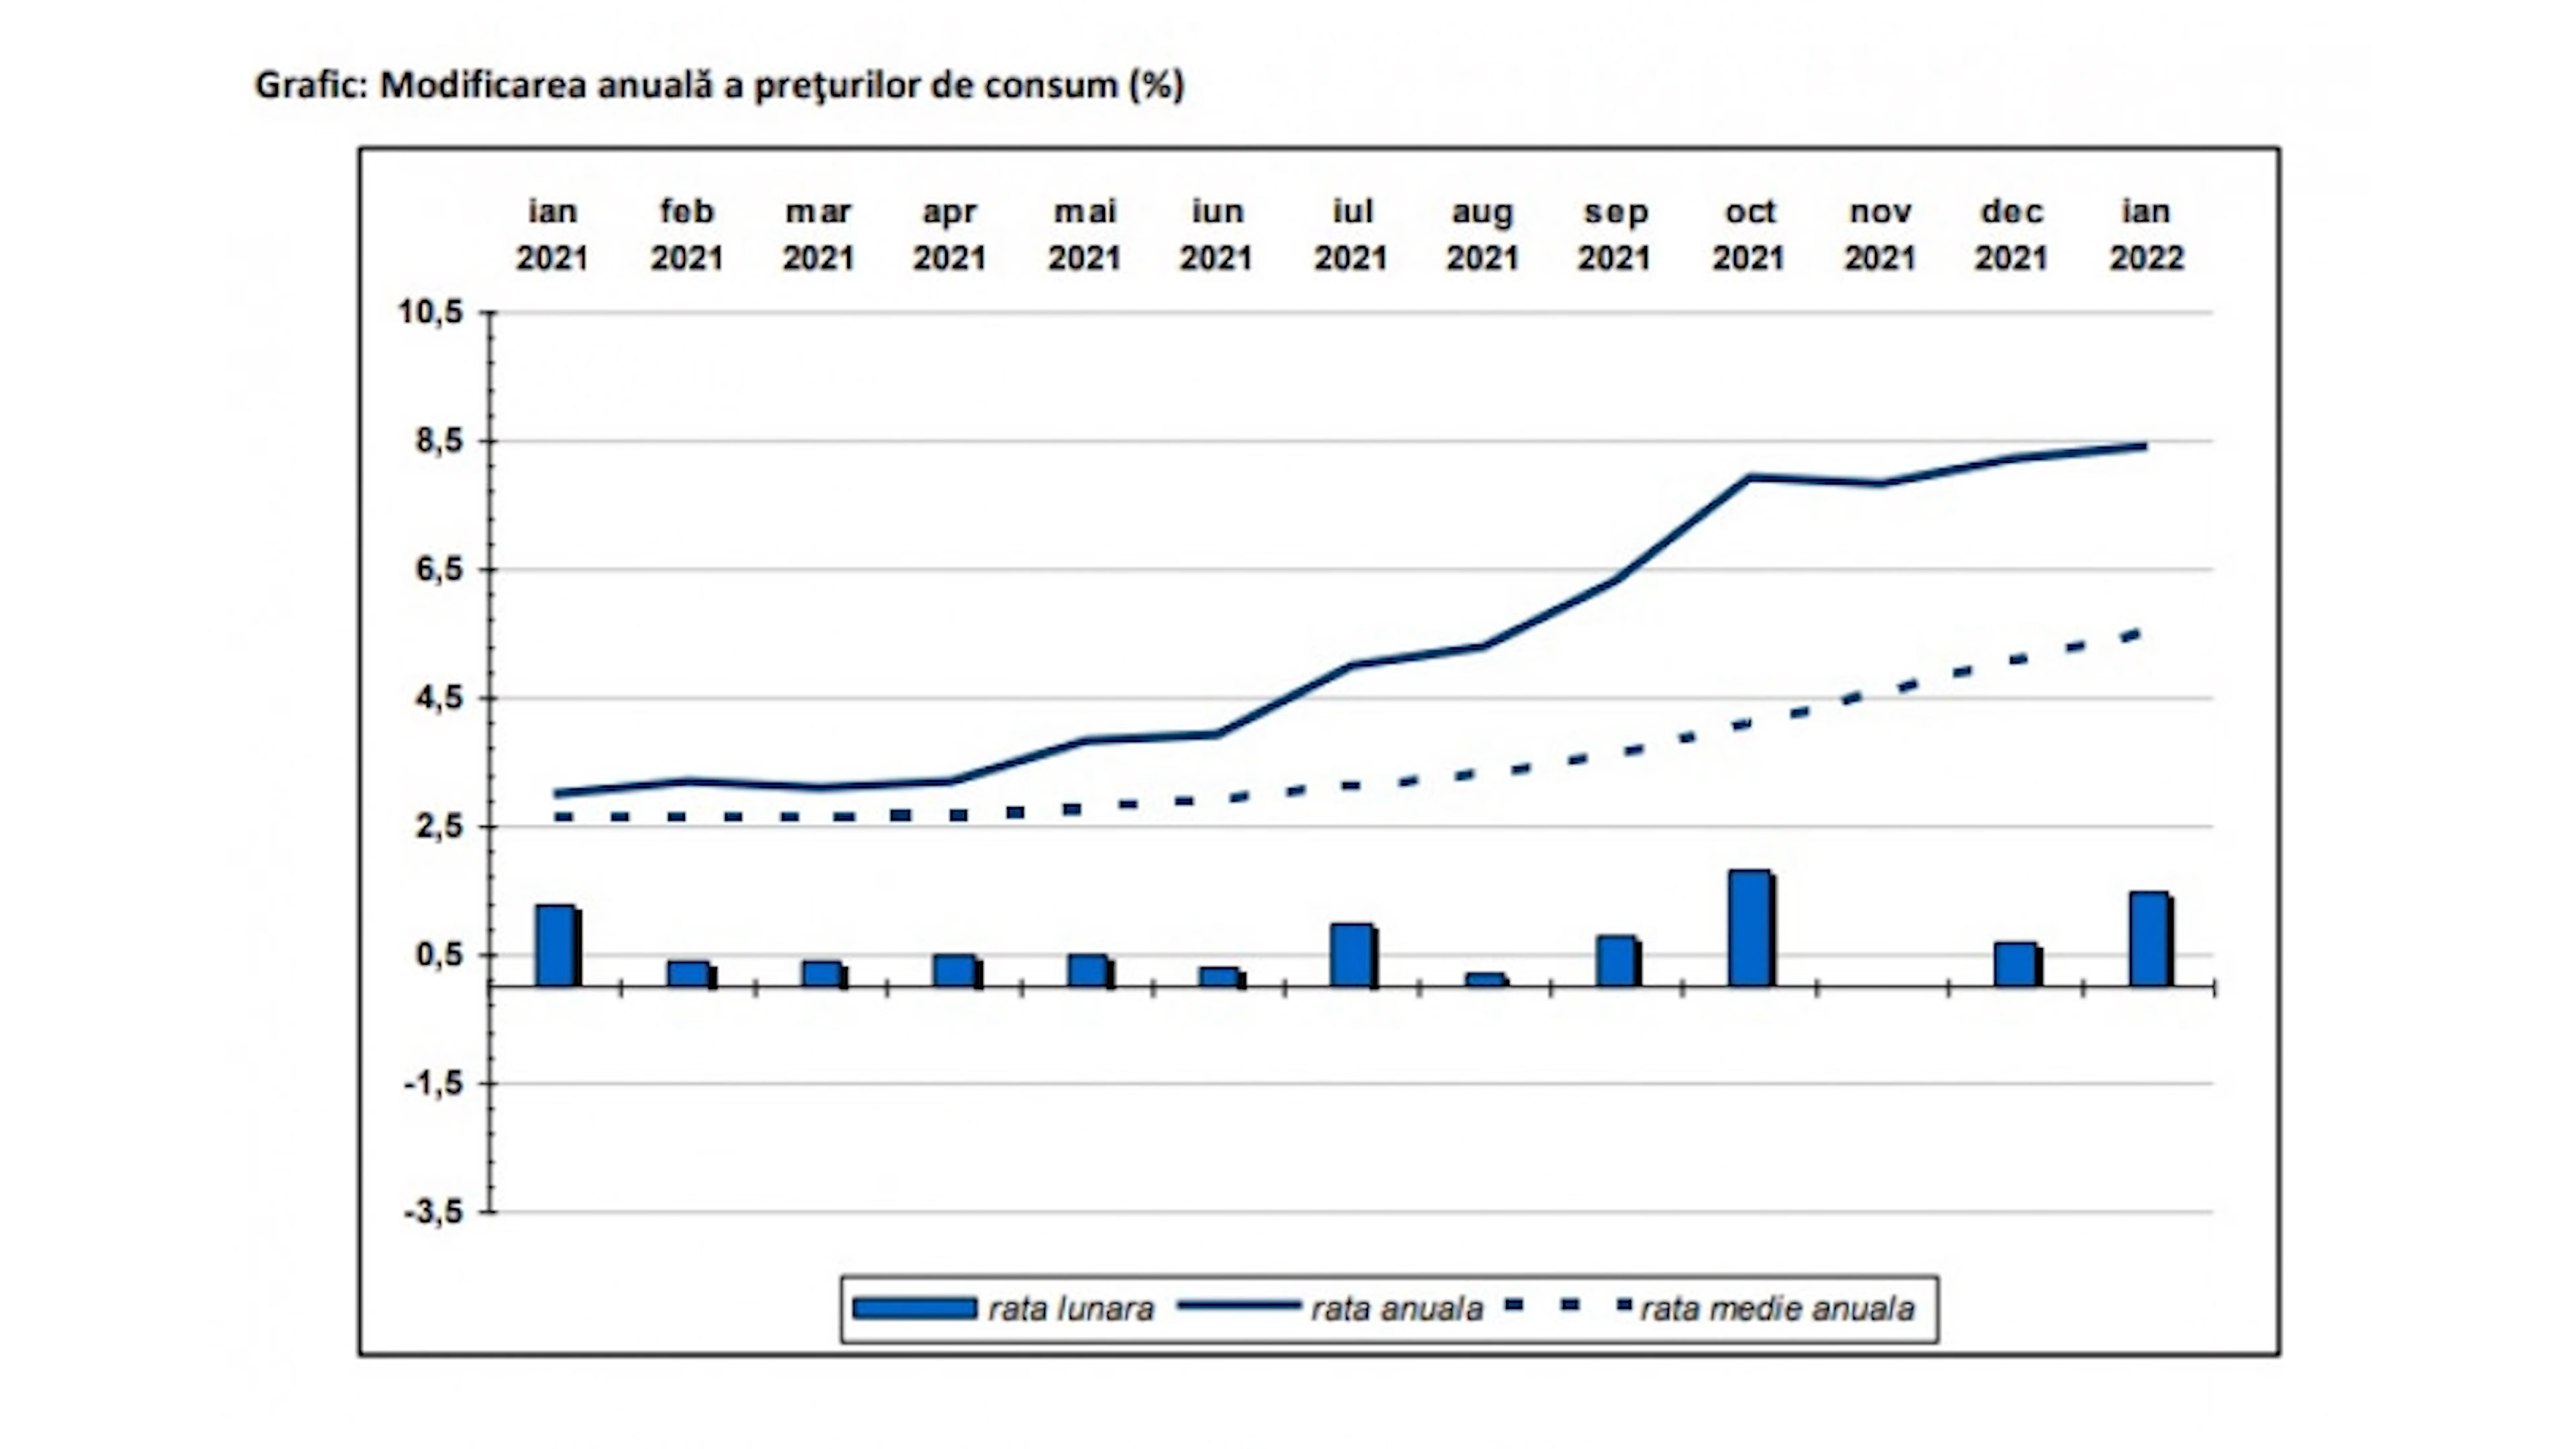 Grafic: Modificarea anuală a preţurilor de consum (%)
ian feb mar apr mai iun iul aug sep oct nov dec ian
2021 2021 2021 2021 2021 2021 2021 2021 2021 2021 2021 2021 2022
10,5
8,5
6,5
4,5
2,5
0,5
-1,5
-3,5
rata lunara rata anuala rata medie anuala